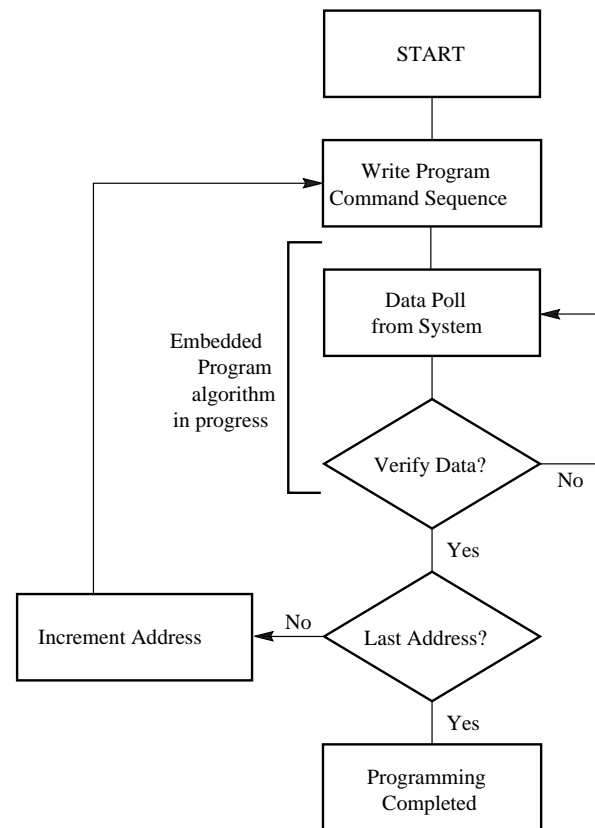 START
Write Program
Command Sequence
Data Poll
from System
Embedded
Program
algorithm
in progress
Verify Data?
No
Yes
Increment Address
No
Last Address?
Yes
Programming
Completed